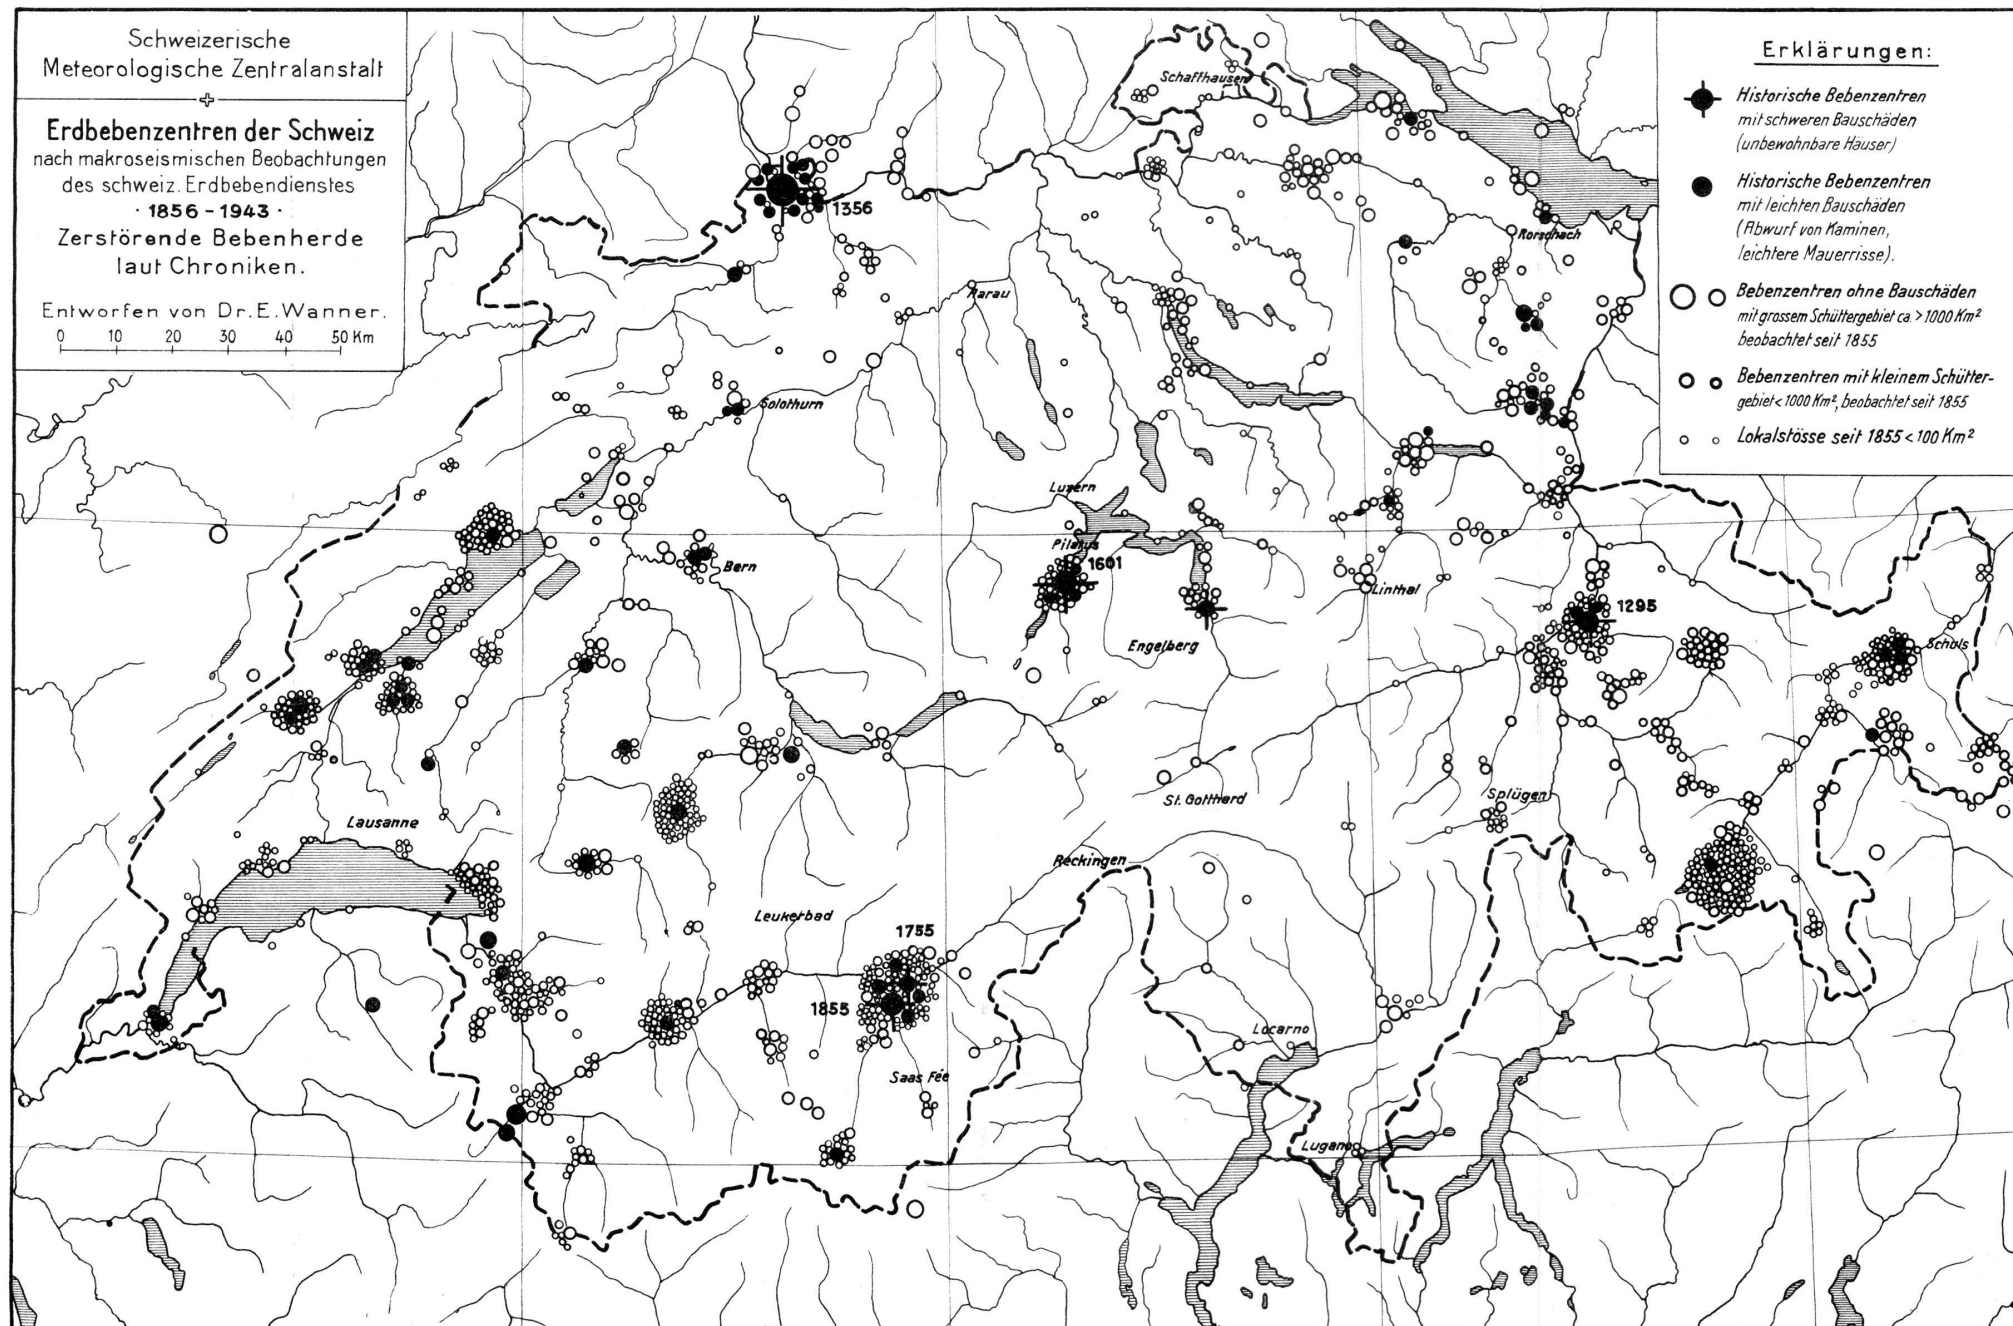 Schweizerische
Meteorologische Zentralanstalt
Erdbebenzentren der Schweiz
nach makroseismischen Beobachtungen
des schweiz. Erdbebendienstes
· 1856 - 1943 ·
Zerstörende Bebenherde
laut Chroniken.
Entworfen von Dr. E. Wanner.
0 10 20 30 40 50 Km
Erklärungen:
Historische Bebenzentren
mit schweren Bauschäden
(unbewohnbare Häuser)
Historische Bebenzentren
mit leichten Bauschäden
(Abwurf von Kaminen,
leichtere Mauerrisse).
Bebenzentren ohne Bauschäden
mit grossem Schüttergebiet ca. > 1000 Km²
beobachtet seit 1855
Bebenzentren mit kleinem Schütter-
gebiet < 1000 Km², beobachtet seit 1855
Lokalstösse seit 1855 < 100 Km²
Schaffhausen
1356
Rorschach
Aarau
Solothurn
Luzern
Pilatus
1601
Bern
Linthal
1295
Engelberg
Schuls
St. Gotthard
Splügen
Lausanne
Reckingen
Leukerbad
1755
1855
Locarno
Saas Fée
Lugano